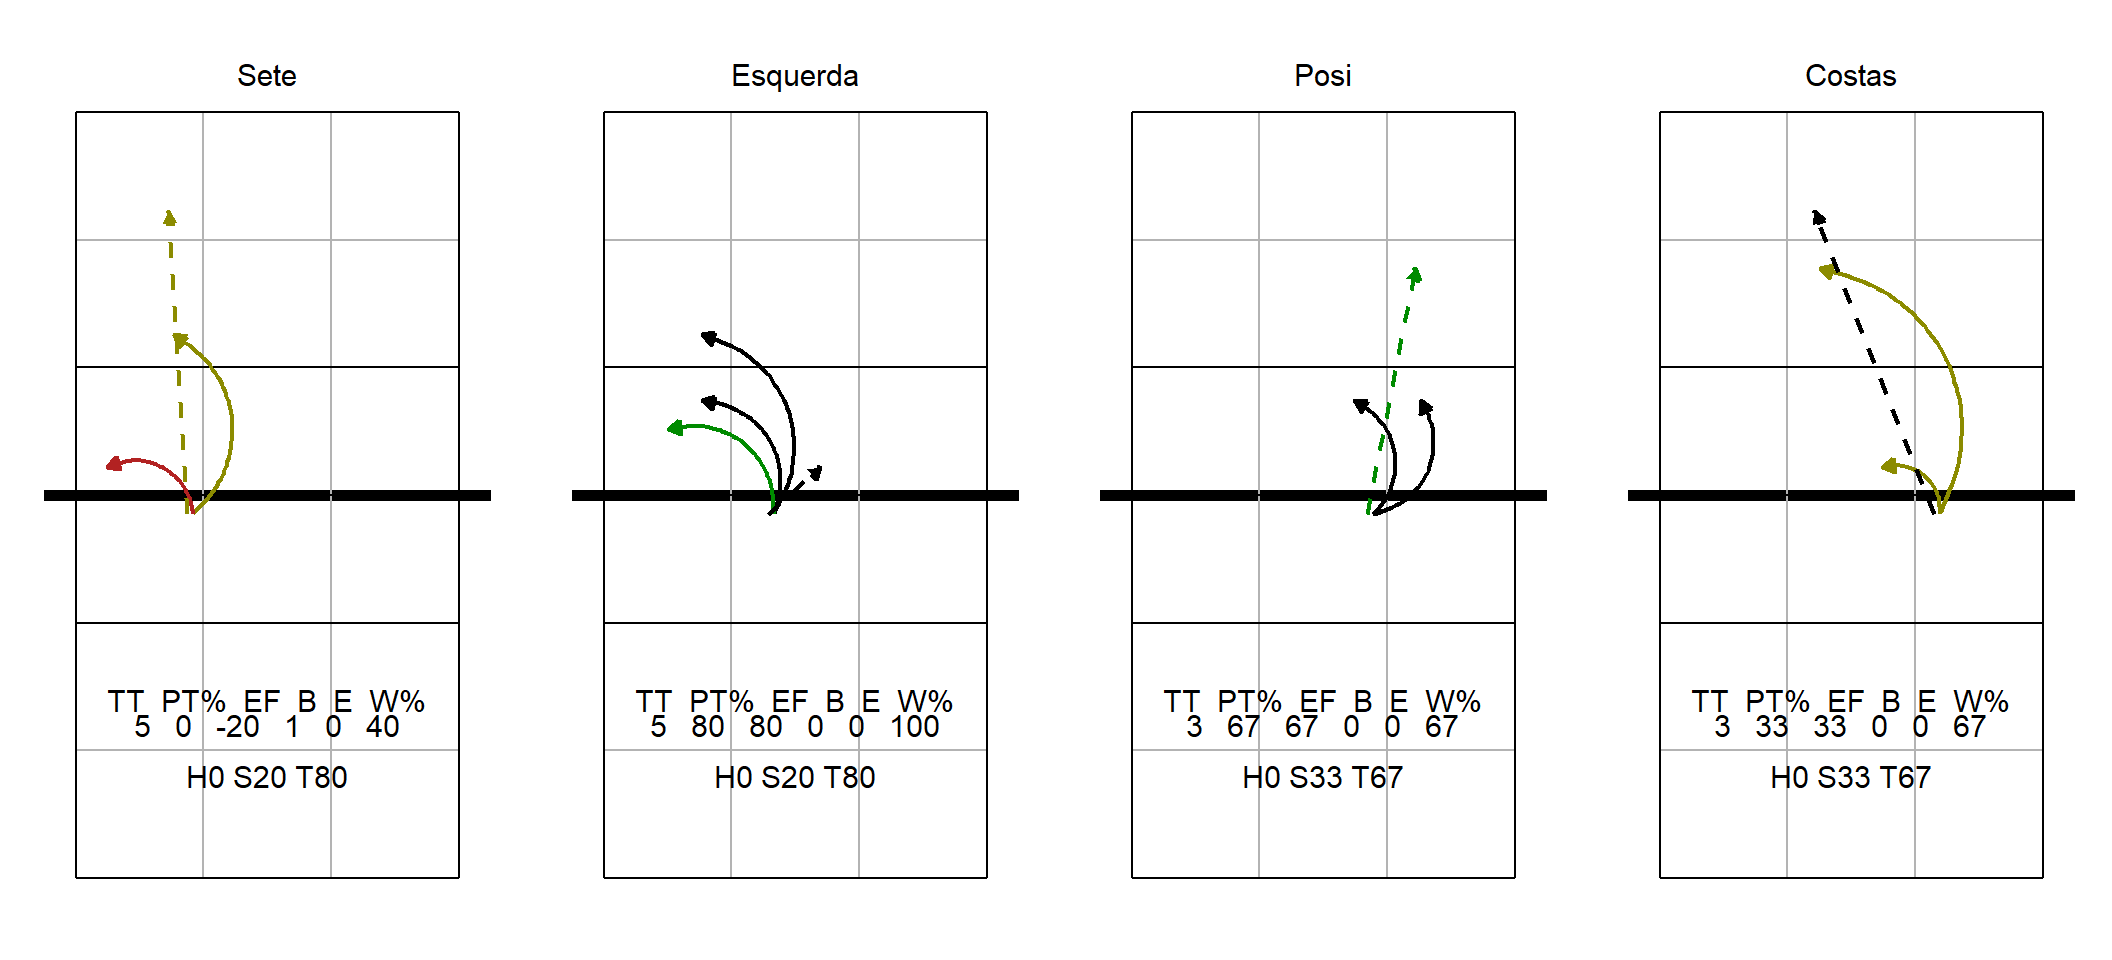 Sete
TT PT% EF B E W%
5 0 -20 1 0 40
H0 S20 T80
Esquerda
TT PT% EF B E W%
5 80 80 0 0 100
H0 S20 T80
Posi
TT PT% EF B E W%
3 67 67 0 0 67
H0 S33 T67
Costas
TT PT% EF B E W%
3 33 33 0 0 67
H0 S33 T67